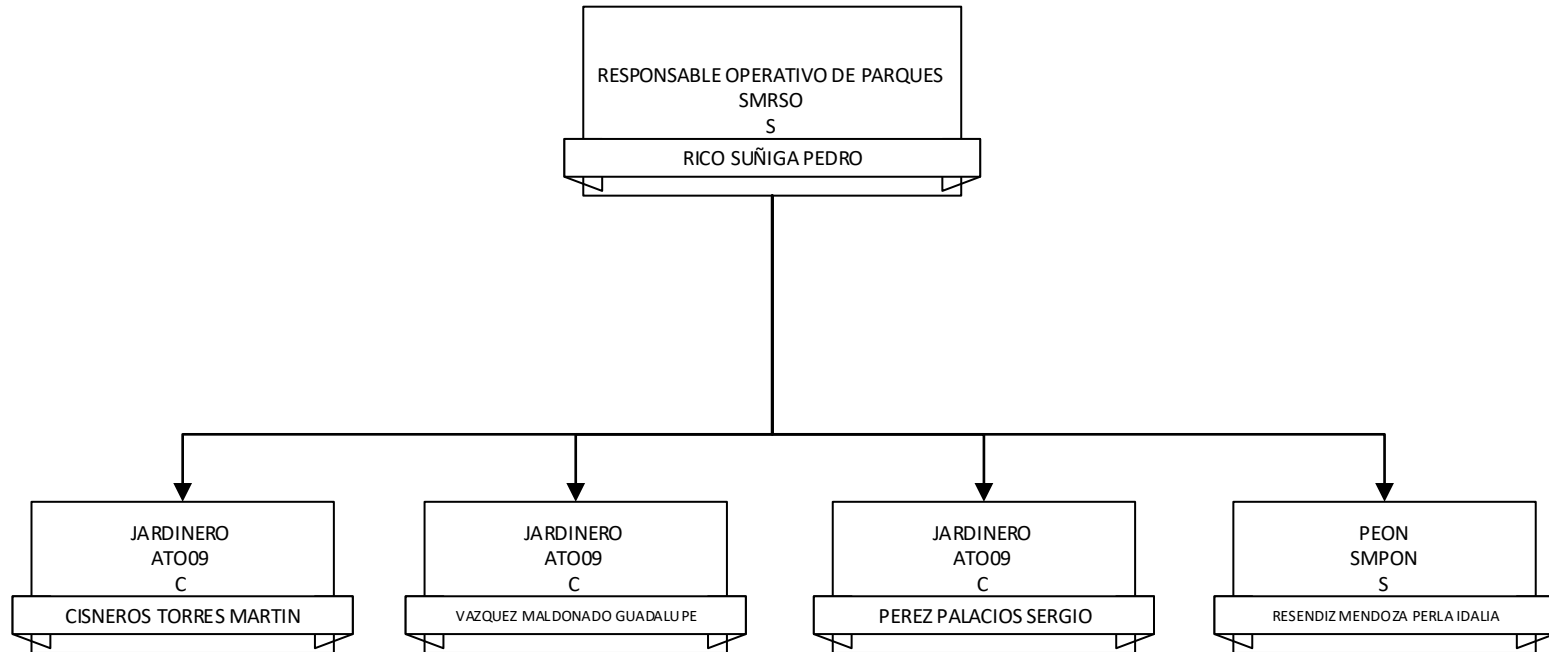 RESPONSABLE OPERATIVO DE PARQUES
SMRSO
S
RICO SUÑIGA PEDRO
JARDINERO
ATO09
C
CISNEROS TORRES MARTIN
JARDINERO
ATO09
C
VAZQUEZ MALDONADO GUADALUPE
JARDINERO
ATO09
C
PEREZ PALACIOS SERGIO
PEON
SMPON
S
RESENDIZ MENDOZA PERLA IDALIA